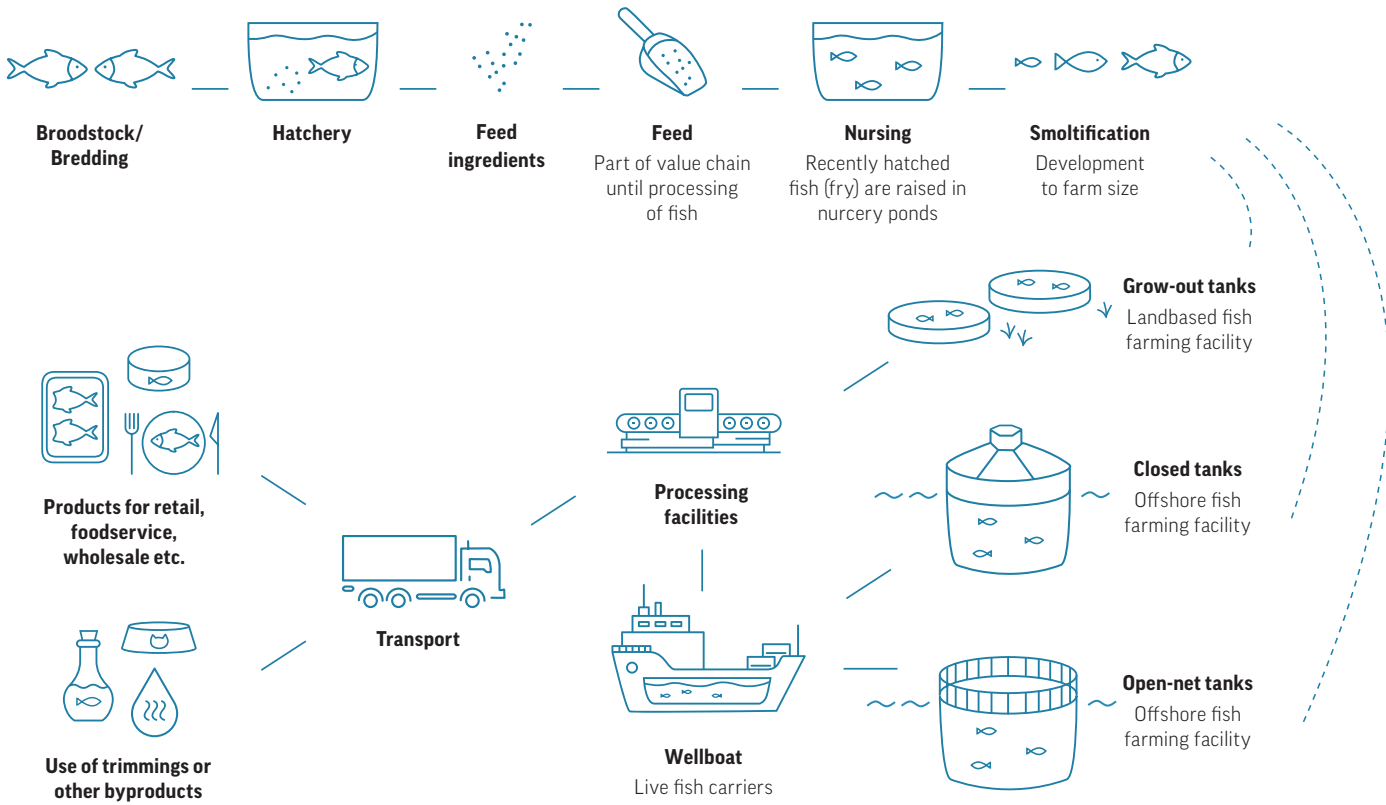 Broodstock/
Bredding
Hatchery
Feed
ingredients
Feed
Part of value chain
until processing
of fish
Nursing
Recently hatched
fish (fry) are raised in
nurcery ponds
Smoltification
Development
to farm size
Grow-out tanks
Landbased fish
farming facility
Closed tanks
Offshore fish
farming facility
Open-net tanks
Offshore fish
farming facility
Processing
facilities
Wellboat
Live fish carriers
Transport
Products for retail,
foodservice,
wholesale etc.
Use of trimmings or
other byproducts